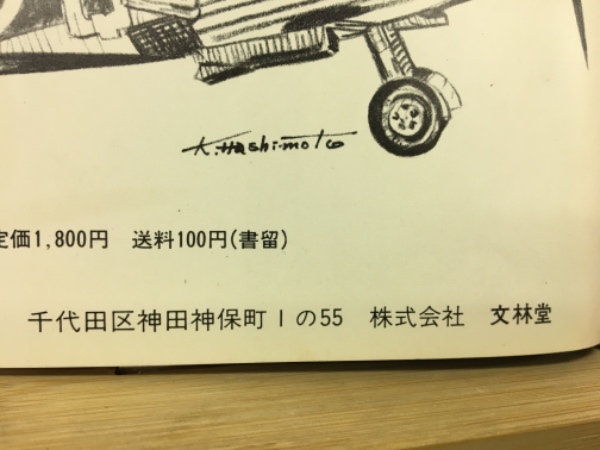 K.Hashimoto
定価1,800円 送料100円(書留)
千代田区神田神保町1の55 株式会社 文林堂